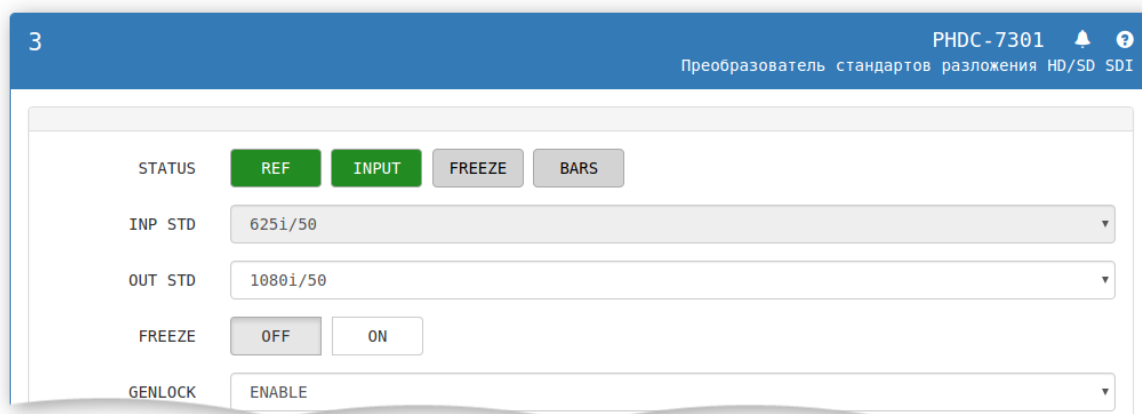 3
PHDC-7301
Преобразователь стандартов разложения HD/SD SDI
STATUS REF INPUT FREEZE BARS
INP STD 625i/50
OUT STD 1080i/50
FREEZE OFF ON
GENLOCK ENABLE